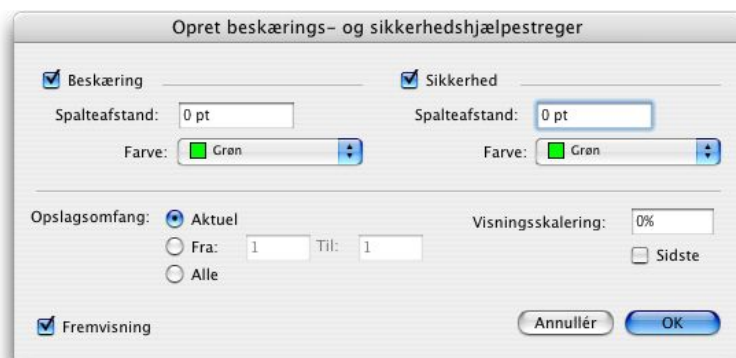 Opret beskærings- og sikkerhedshjælpestreger
Beskæring
Sikkerhed
Spalteafstand: 0 pt
Spalteafstand: 0 pt
Farve: Grøn
Farve: Grøn
Opslagsomfang: Aktuel
Visningsskalering: 0%
Fra: 1 Til: 1
Sidste
Alle
Fremvisning
Annullér OK